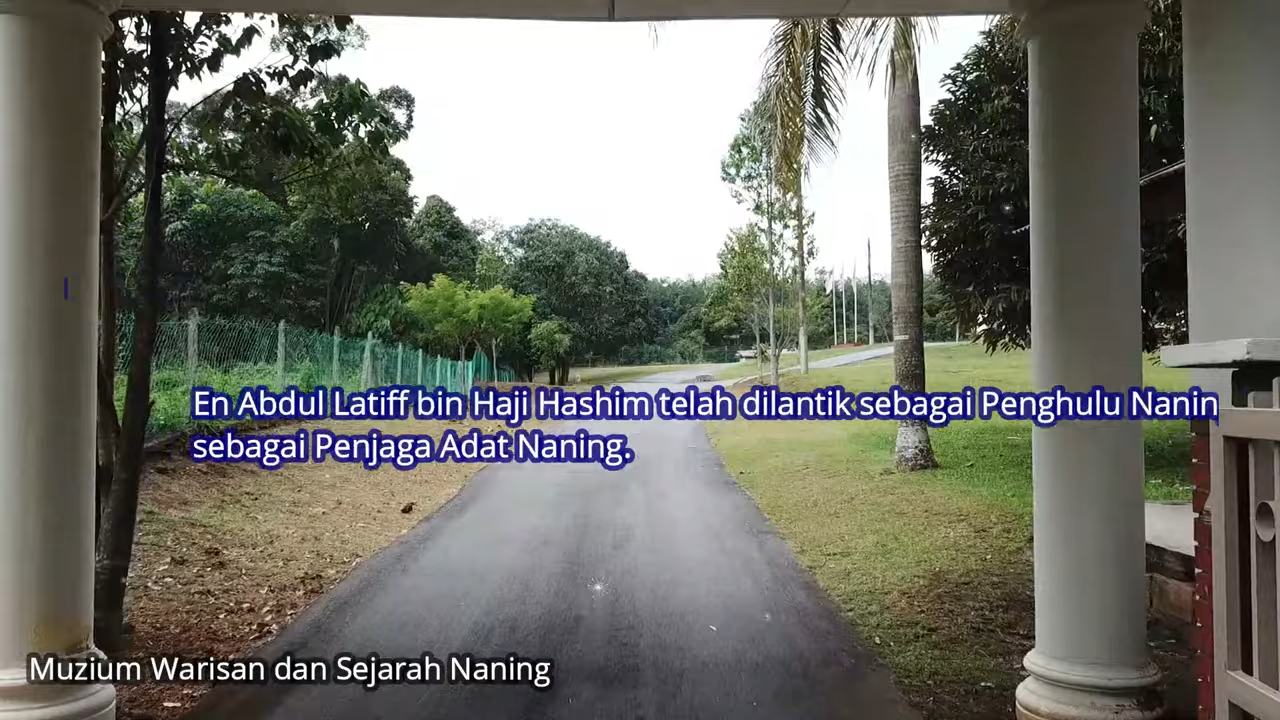 En Abdul Latiff bin Haji Hashim telah dilantik sebagai Penghulu Nanin
sebagai Penjaga Adat Naning.
Muzium Warisan dan Sejarah Naning